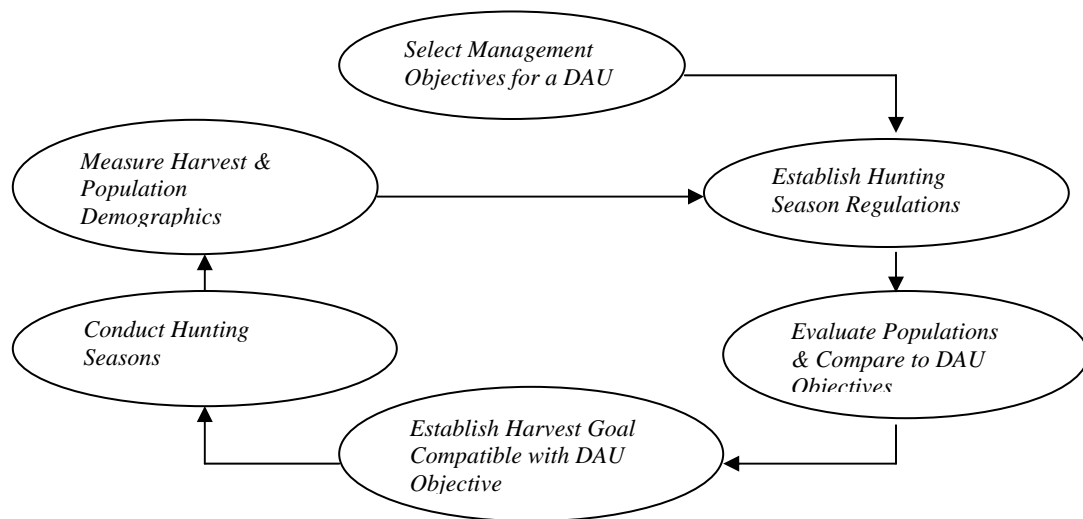 Select Management
Objectives for a DAU
Measure Harvest &
Population
Demographics
Establish Hunting
Season Regulations
Conduct Hunting
Seasons
Evaluate Populations
& Compare to DAU
Objectives
Establish Harvest Goal
Compatible with DAU
Objective